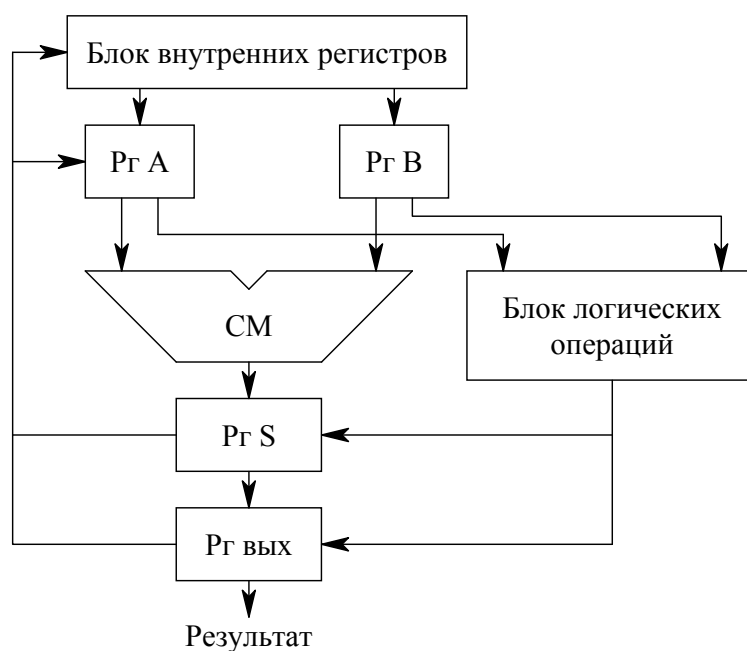 Блок внутренних регистров
Рг А
Рг В
СМ
Блок логических
операций
Рг S
Рг вых
Результат